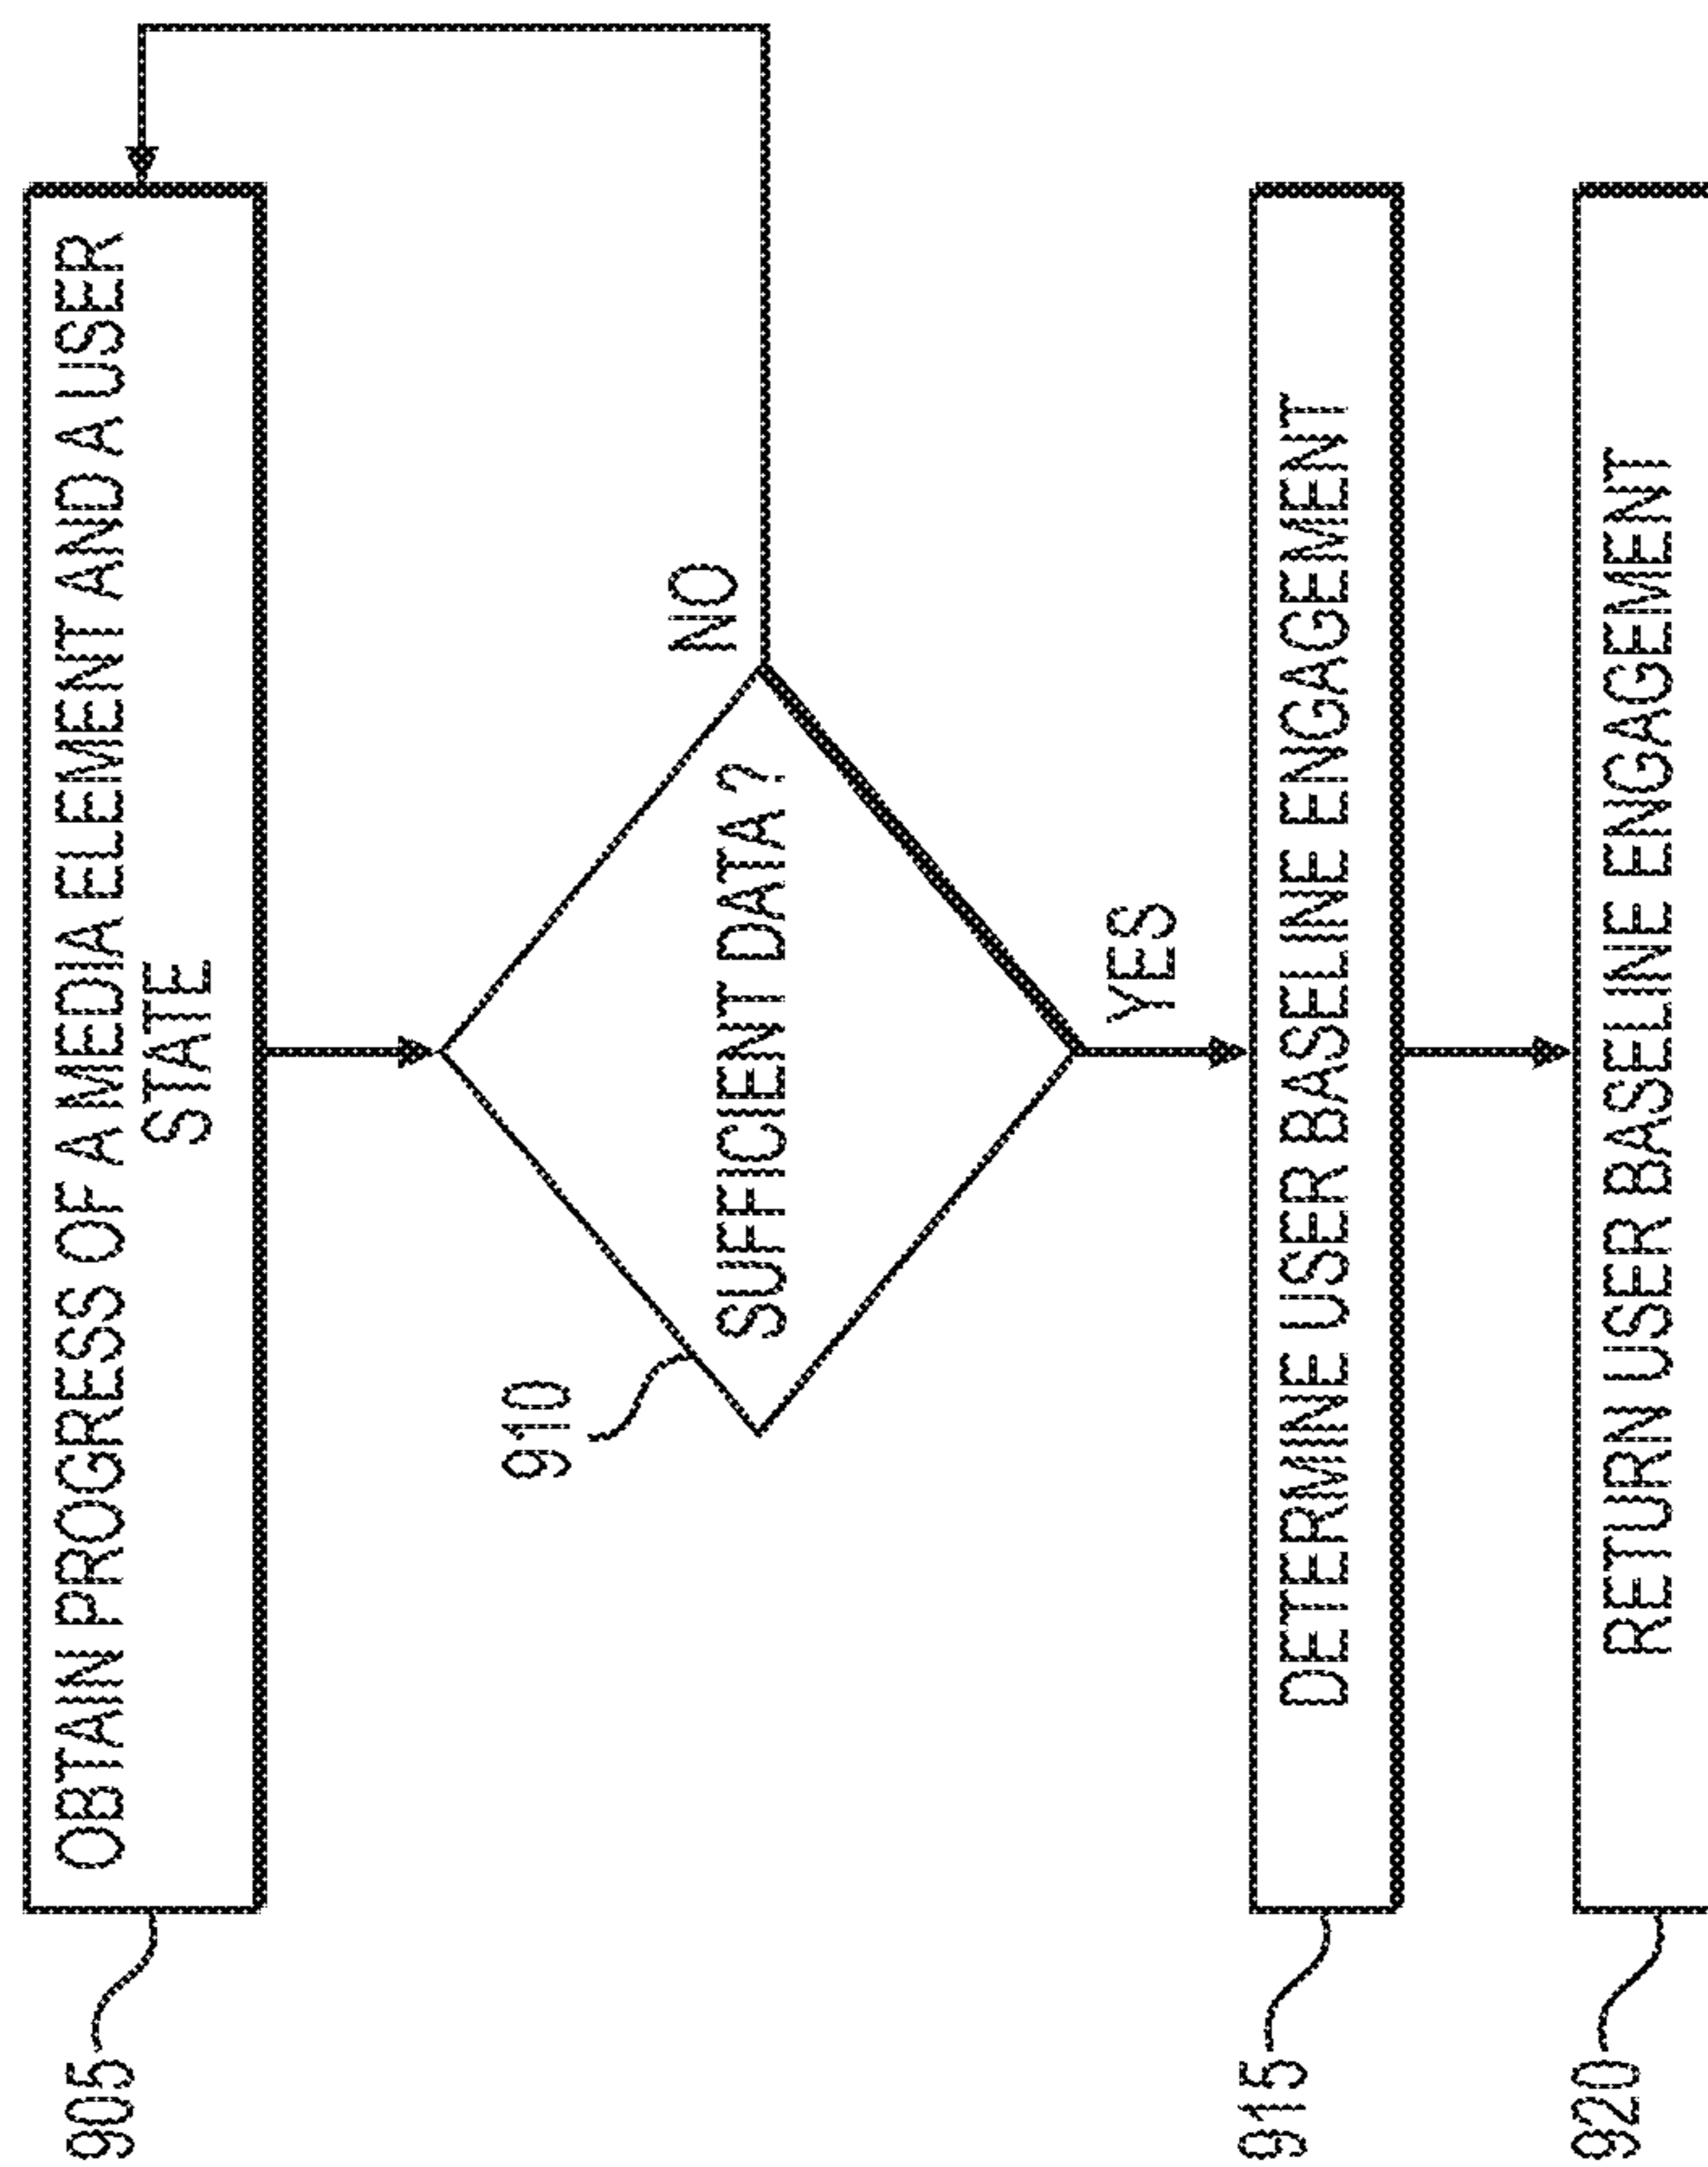 905
OBTAIN PROGRESS OF A MEDIA ELEMENT AND A USER
STATE
910
SUFFICIENT DATA ?
NO
YES
915
DETERMINE USER BASELINE ENGAGEMENT
920
RETURN USER BASELINE ENGAGEMENT